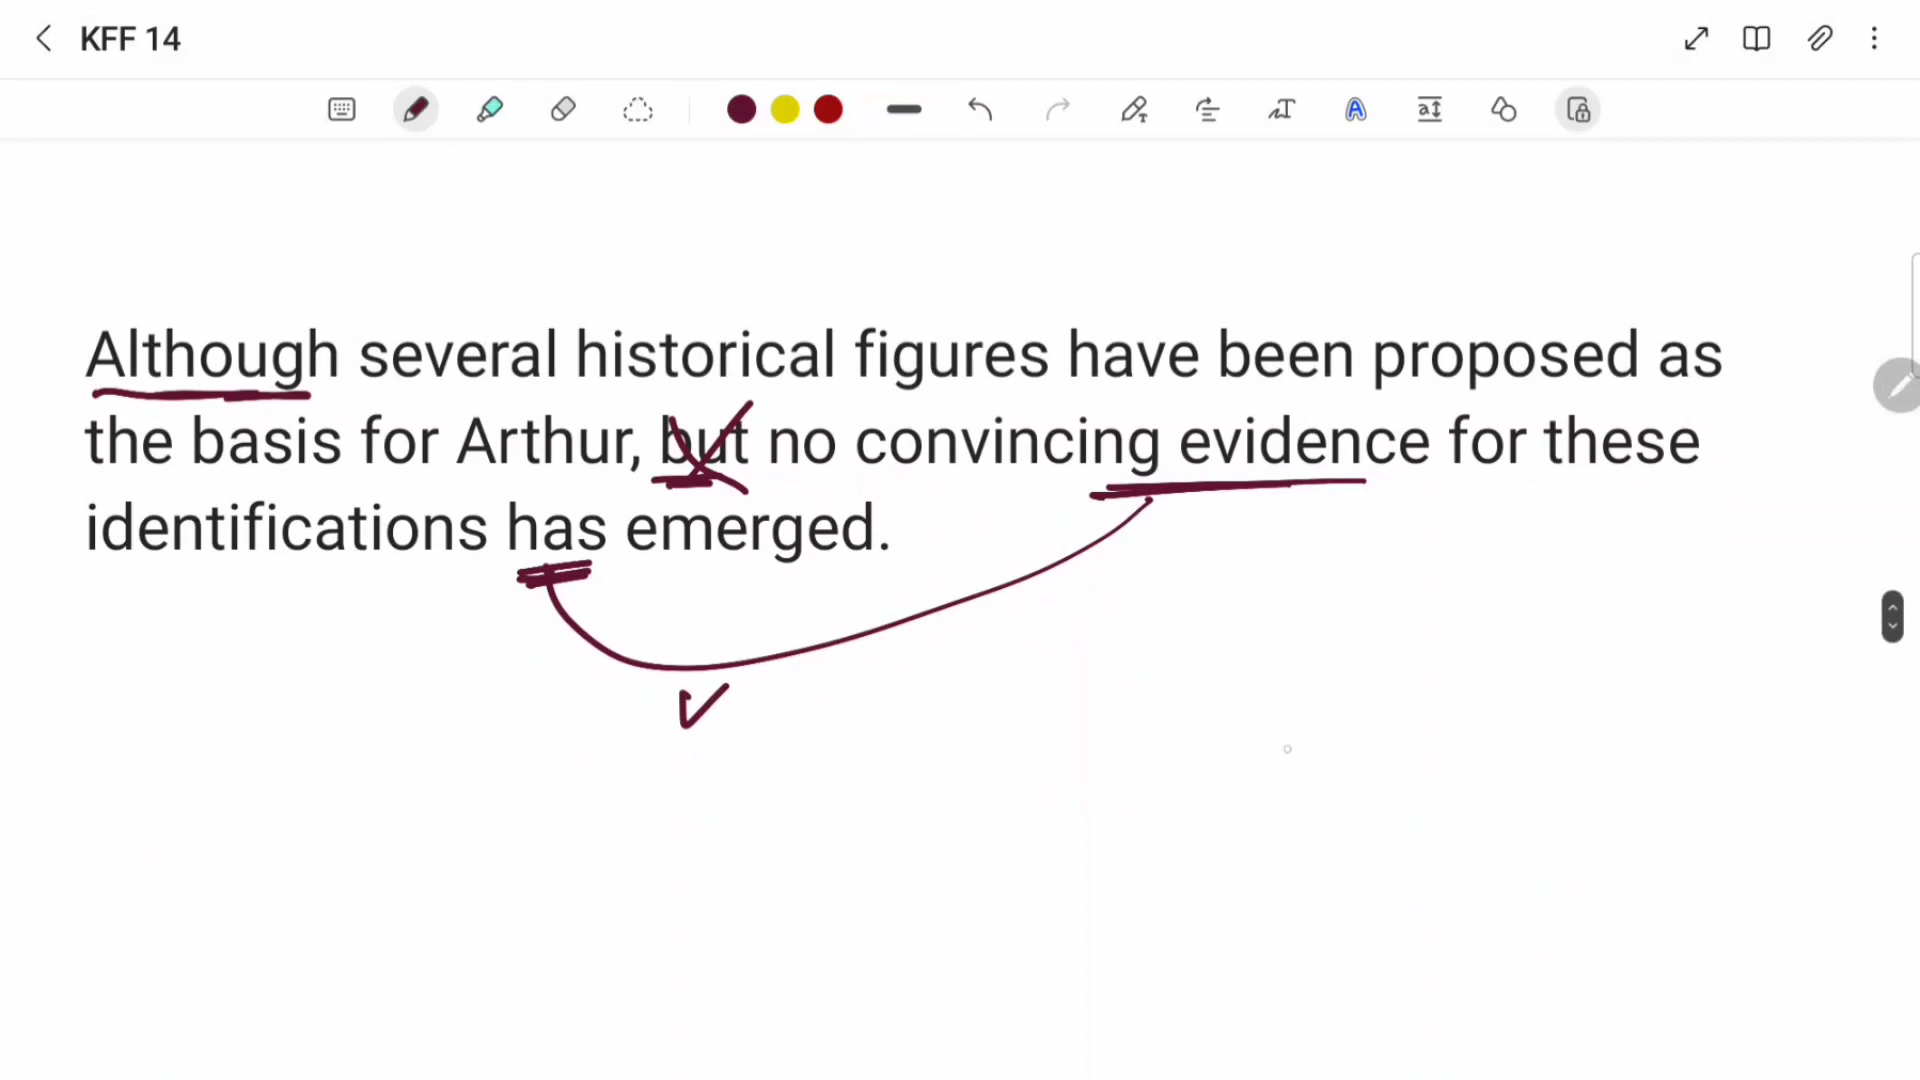 KFF 14
Although several historical figures have been proposed as
the basis for Arthur, but no convincing evidence for these
identifications has emerged.